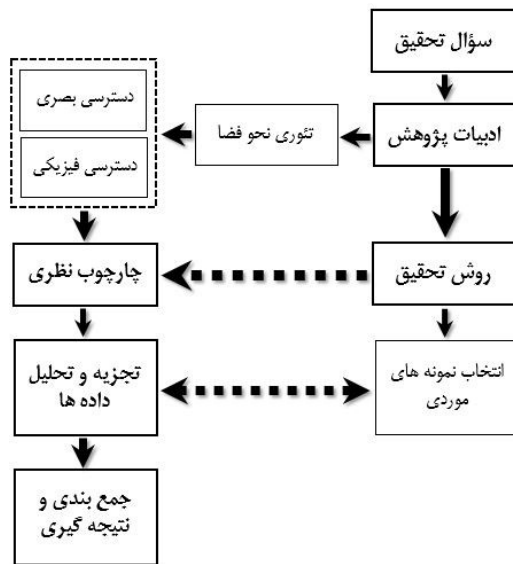 سؤال تحقیق
ادبیات پژوهش
تئوری نحو فضا
دسترسی بصری
دسترسی فیزیکی
روش تحقیق
چارچوب نظری
انتخاب نمونه های
موردی
تجزیه و تحلیل
داده ها
جمع بندی و
نتیجه گیری